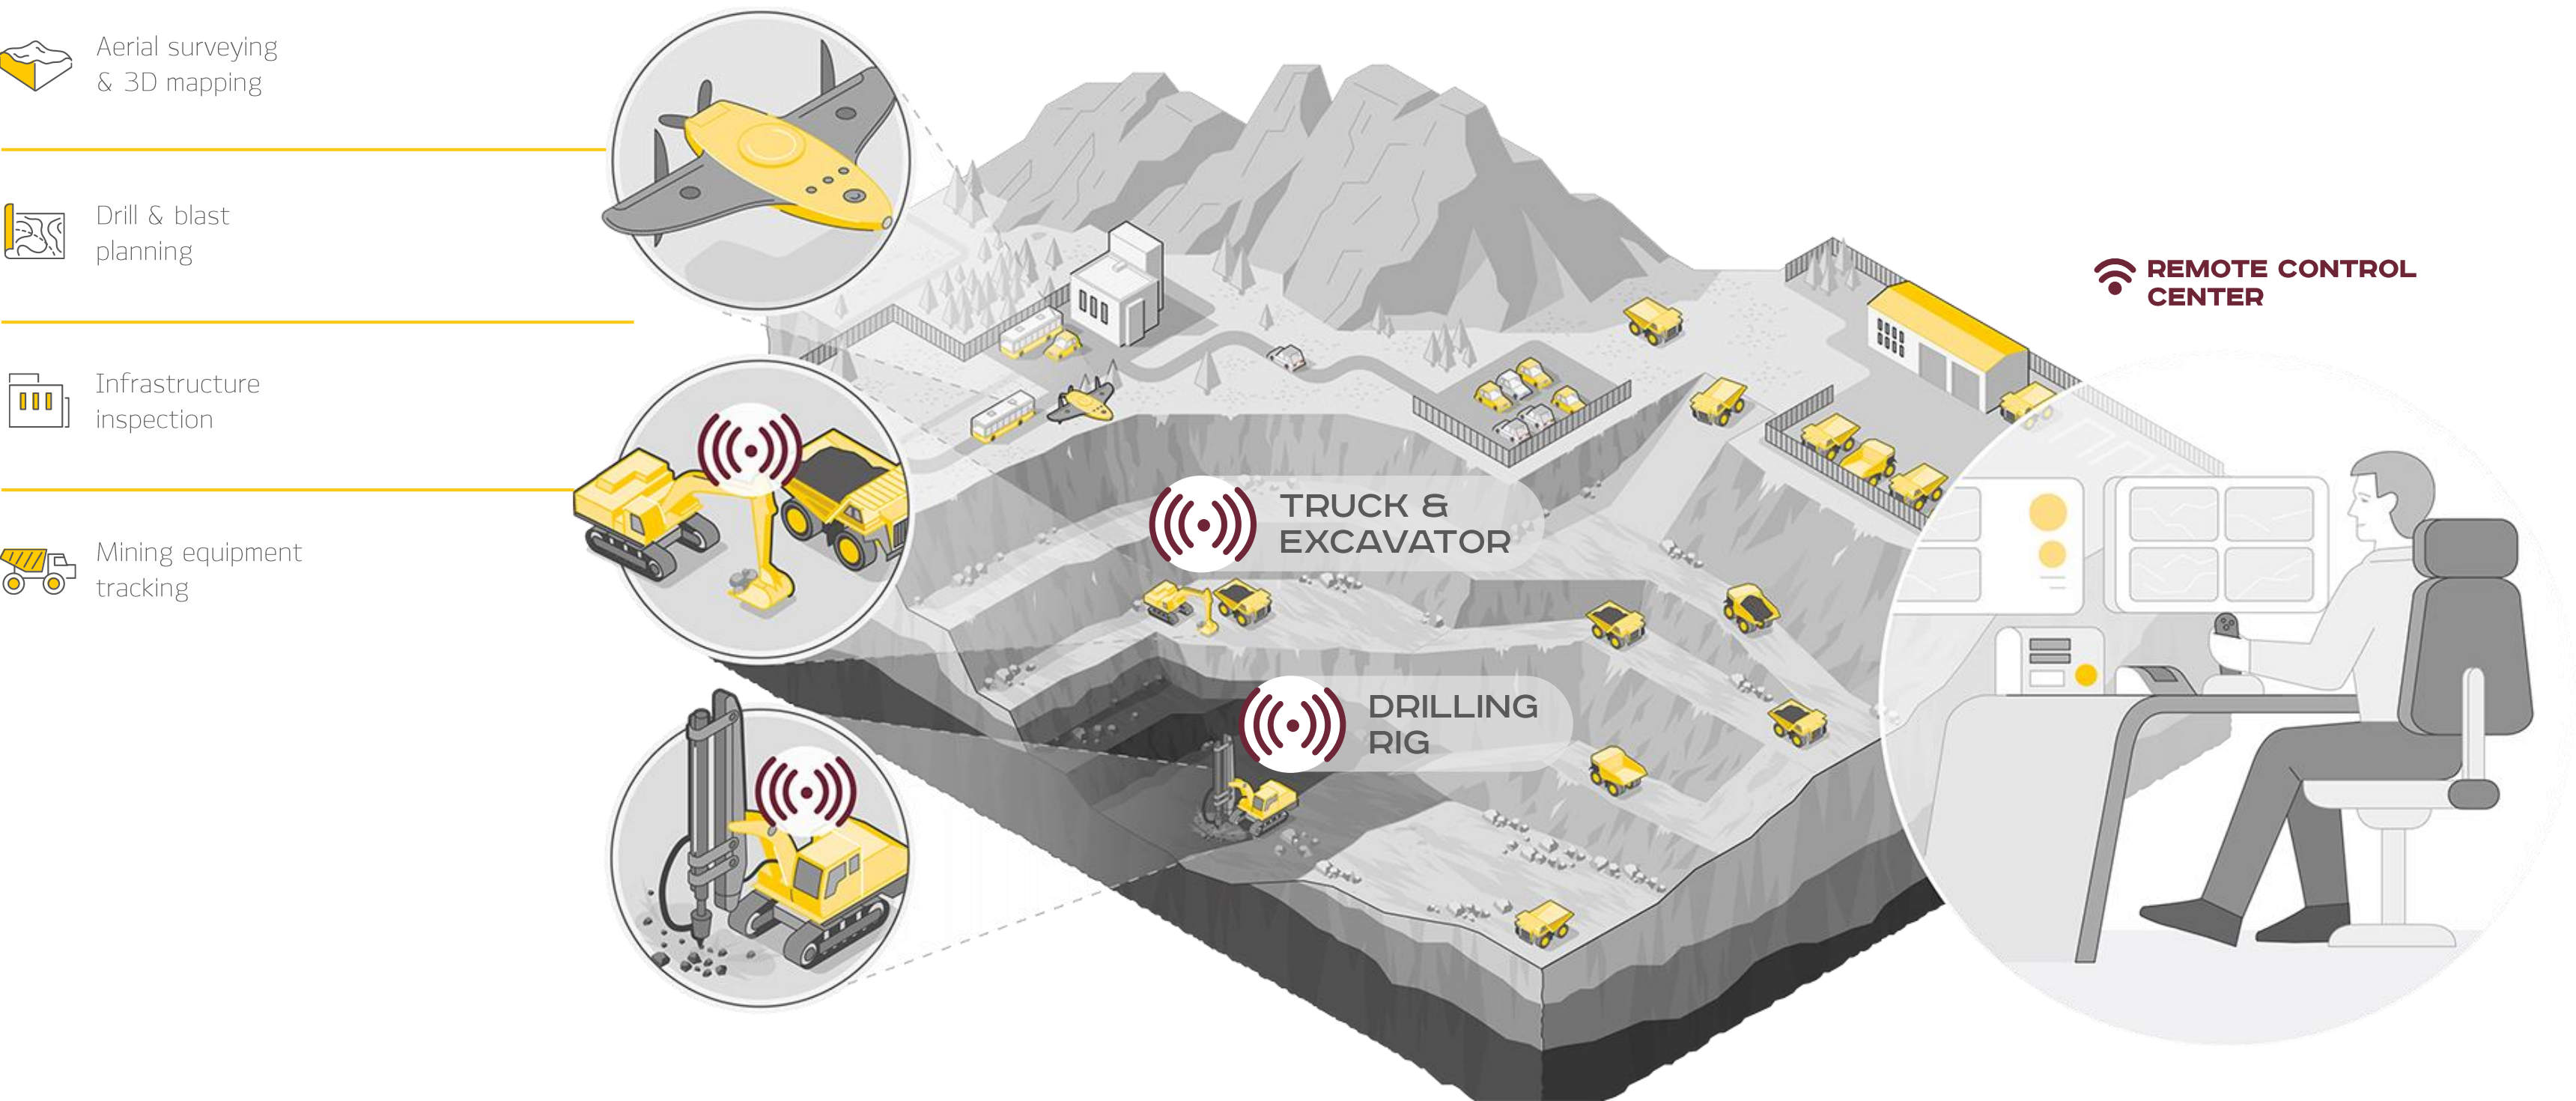 Aerial surveying
& 3D mapping
Drill & blast
planning
Infrastructure
inspection
Mining equipment
tracking
TRUCK &
EXCAVATOR
DRILLING
RIG
REMOTE CONTROL
CENTER